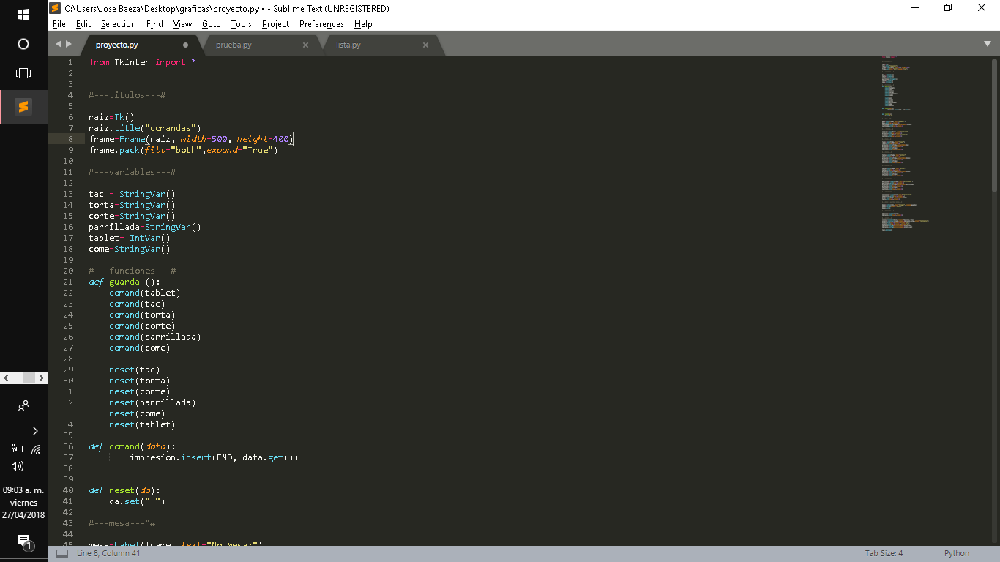 C:\Users\Jose Baeza\Desktop\graficas\proyecto.py • - Sublime Text (UNREGISTERED)
File Edit Selection Find View Goto Tools Project Preferences Help
proyecto.py prueba.py lista.py
1 from Tkinter import *
2
3
4 #---titulos---#
5
6 raiz=Tk()
7 raiz.title("comandas")
8 frame=Frame(raiz, width=500, height=400)
9 frame.pack(fill="both",expand="True")
10
11 #---variables---#
12
13 tac = StringVar()
14 torta=StringVar()
15 corte=StringVar()
16 parrillada=StringVar()
17 tablet= IntVar()
18 come=StringVar()
19
20 #---funciones---#
21 def guarda ():
22 comand(tablet)
23 comand(tac)
24 comand(torta)
25 comand(corte)
26 comand(parrillada)
27 comand(come)
28
29 reset(tac)
30 reset(torta)
31 reset(corte)
32 reset(parrillada)
33 reset(come)
34 reset(tablet)
35
36 def comand(data):
37 impresion.insert(END, data.get())
38
39
40 def reset(da):
41 da.set(" ")
42
43 #---mesa---"#
44
45 mesa=Label(frame, text="No Mesa:")
09:03 a. m.
viernes
27/04/2018
1
Line 8, Column 41 Tab Size: 4 Python